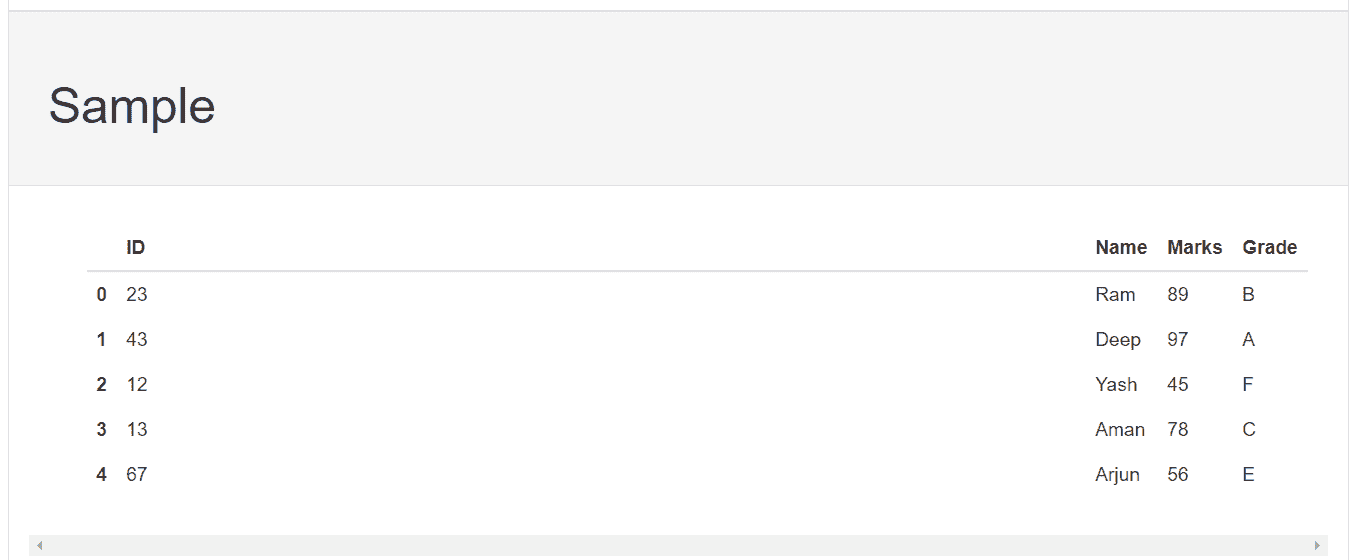 Sample
ID Name Marks Grade
0 23 Ram 89 B
1 43 Deep 97 A
2 12 Yash 45 F
3 13 Aman 78 C
4 67 Arjun 56 E